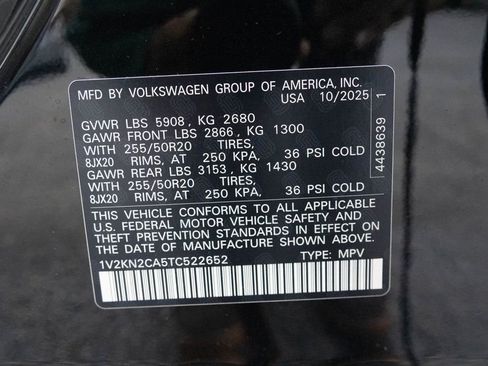 MFD BY VOLKSWAGEN GROUP OF AMERICA, INC.
USA 10/2025
GVWR LBS 5908, KG 2680
GAWR FRONT LBS 2866, KG 1300
WITH 255/50R20 TIRES,
8JX20 RIMS, AT 250 KPA, 36 PSI COLD
GAWR REAR LBS 3153, KG 1430
WITH 255/50R20 TIRES,
8JX20 RIMS, AT 250 KPA, 36 PSI COLD
THIS VEHICLE CONFORMS TO ALL APPLICABLE
U.S. FEDERAL MOTOR VEHICLE SAFETY AND
THEFT PREVENTION STANDARDS IN EFFECT ON
THE DATE OF MANUFACTURE SHOWN ABOVE.
1V2KN2CA5TC522652 TYPE: MPV
4438639 1